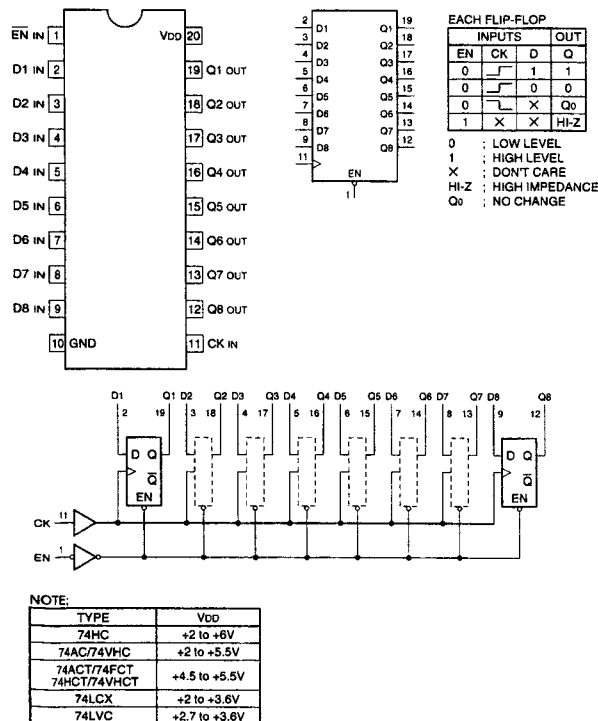 EN IN 1
VDD 20
D1 IN 2
19 Q1 OUT
D2 IN 3
18 Q2 OUT
D3 IN 4
17 Q3 OUT
D4 IN 5
16 Q4 OUT
D5 IN 6
15 Q5 OUT
D6 IN 7
14 Q6 OUT
D7 IN 8
13 Q7 OUT
D8 IN 9
12 Q8 OUT
10 GND
11 CK IN
2 D1 Q1 19
3 D2 Q2 18
4 D3 Q3 17
5 D4 Q4 16
6 D5 Q5 15
7 D6 Q6 14
8 D7 Q7 13
9 D8 Q8 12
11
EN
1
EACH FLIP-FLOP
INPUTS OUT
EN CK D Q
0 1 1
0 0 0
0 X Q0
1 X X HI-Z
0 ; LOW LEVEL
1 ; HIGH LEVEL
X ; DON'T CARE
HI-Z ; HIGH IMPEDANCE
Q0 ; NO CHANGE
D1 Q1 D2 Q2 D3 Q3 D4 Q4 D5 Q5 D6 Q6 D7 Q7 D8 Q8
2 19 3 18 4 17 5 16 6 15 7 14 8 13 9 12
D Q
Q̅
EN
D Q
Q̅
EN
CK 11
EN 1
NOTE;
TYPE VDD
74HC +2 to +6V
74AC/74VHC +2 to +5.5V
74ACT/74FCT
74HCT/74VHCT +4.5 to +5.5V
74LCX +2 to +3.6V
74LVC +2.7 to +3.6V